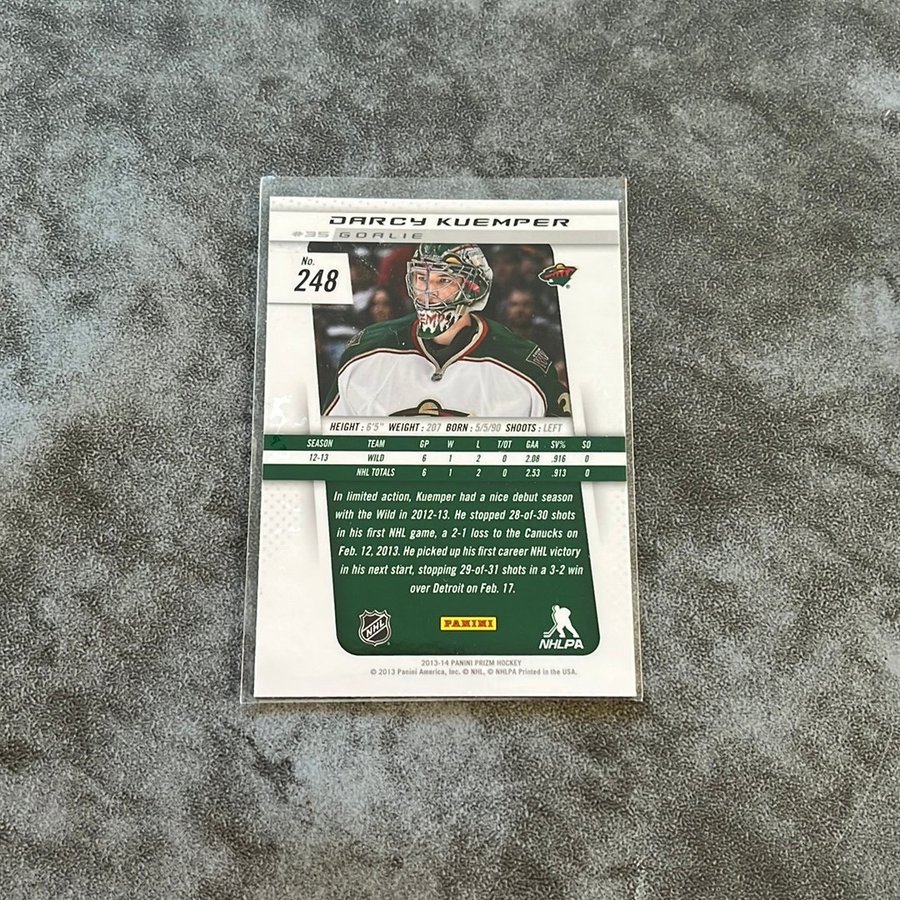 DARCY KUEMPER
#35 GOALIE
No.
248
HEIGHT : 6'5" WEIGHT : 207 BORN : 5/5/90 SHOOTS : LEFT
SEASON TEAM GP W L T/OT GAA SV% SO
12-13 WILD 6 1 2 0 2.08 .916 0
NHL TOTALS 6 1 2 0 2.53 .913 0
In limited action, Kuemper had a nice debut season
with the Wild in 2012-13. He stopped 28-of-30 shots
in his first NHL game, a 2-1 loss to the Canucks on
Feb. 12, 2013. He picked up his first career NHL victory
in his next start, stopping 29-of-31 shots in a 3-2 win
over Detroit on Feb. 17.
NHL
PANINI
NHLPA
2013-14 PANINI PRIZM HOCKEY
© 2013 Panini America, Inc. © NHL, © NHLPA Printed in the USA.